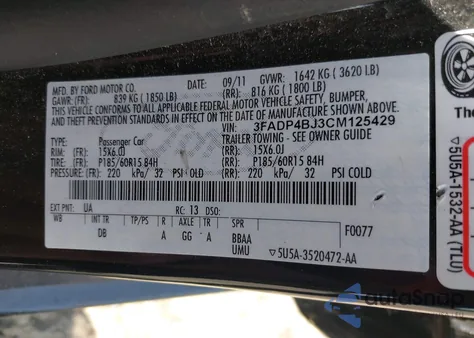 MFD. BY FORD MOTOR CO.
DATE: 09/11 GVWR: 1642 KG ( 3620 LB)
GAWR: (FR): 839 KG ( 1850 LB) (RR): 816 KG ( 1800 LB)
THIS VEHICLE CONFORMS TO ALL APPLICABLE FEDERAL MOTOR VEHICLE SAFETY, BUMPER,
AND THEFT PREVENTION STANDARDS IN EFFECT ON THE DATE OF MANUFACTURE SHOWN ABOVE.
VEHICLE 3FADP4BJ3CM125429
TYPE: Passenger Car TRAILER TOWING - SEE OWNER GUIDE
RIM: (FR): 15X6.0J (RR): 15X6.0J
TIRE: P185/60R15 84H P185/60R15 84H
PRESSURE: (FR): 220 kPa/ 32 PSI COLD (RR): 220 kPa/ 32 PSI COLD
EXT PNT: UA RC: 13 DSO:
WB INT TR TP/PS R AXLE TR SPR F0077
DB A GG A BBAA
UMU ▽5U5A-3520472-AA
▽5U5A-1532-AA (TLU)
The
autoSnap